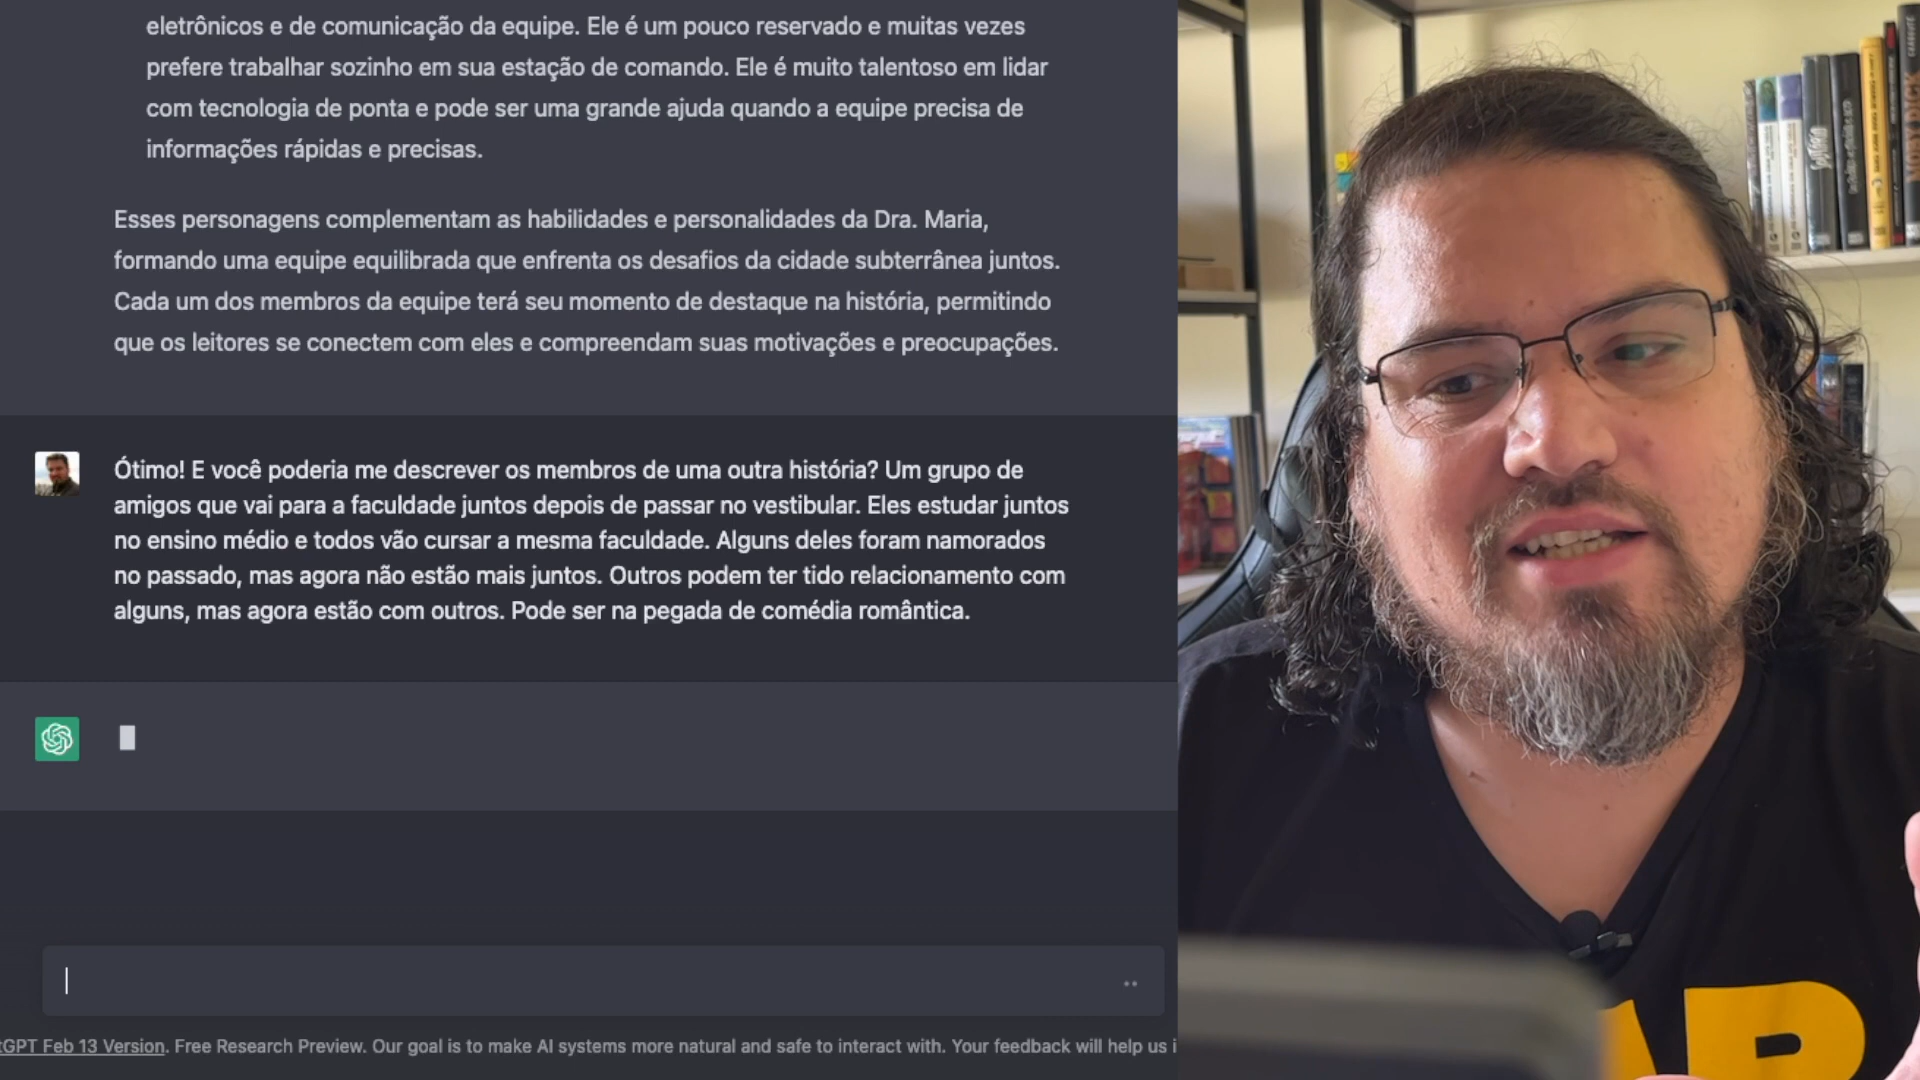 eletrônicos e de comunicação da equipe. Ele é um pouco reservado e muitas vezes
prefere trabalhar sozinho em sua estação de comando. Ele é muito talentoso em lidar
com tecnologia de ponta e pode ser uma grande ajuda quando a equipe precisa de
informações rápidas e precisas.
Esses personagens complementam as habilidades e personalidades da Dra. Maria,
formando uma equipe equilibrada que enfrenta os desafios da cidade subterrânea juntos.
Cada um dos membros da equipe terá seu momento de destaque na história, permitindo
que os leitores se conectem com eles e compreendam suas motivações e preocupações.
Ótimo! E você poderia me descrever os membros de uma outra história? Um grupo de
amigos que vai para a faculdade juntos depois de passar no vestibular. Eles estudar juntos
no ensino médio e todos vão cursar a mesma faculdade. Alguns deles foram namorados
no passado, mas agora não estão mais juntos. Outros podem ter tido relacionamento com
alguns, mas agora estão com outros. Pode ser na pegada de comédia romântica.
tGPT Feb 13 Version. Free Research Preview. Our goal is to make AI systems more natural and safe to interact with. Your feedback will help us i
MOBY DICK